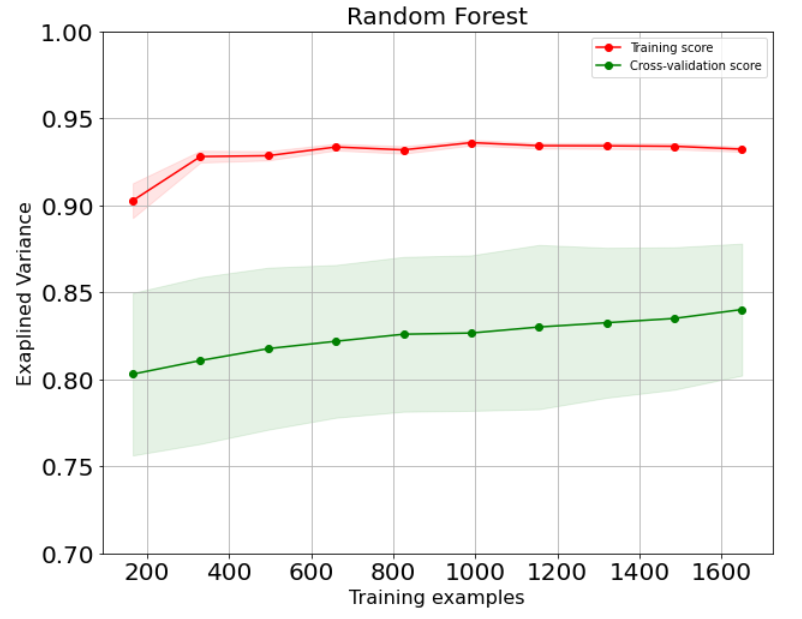 Random Forest
Training score
Cross-validation score
Exaplined Variance
1.00
0.95
0.90
0.85
0.80
0.75
0.70
200 400 600 800 1000 1200 1400 1600
Training examples